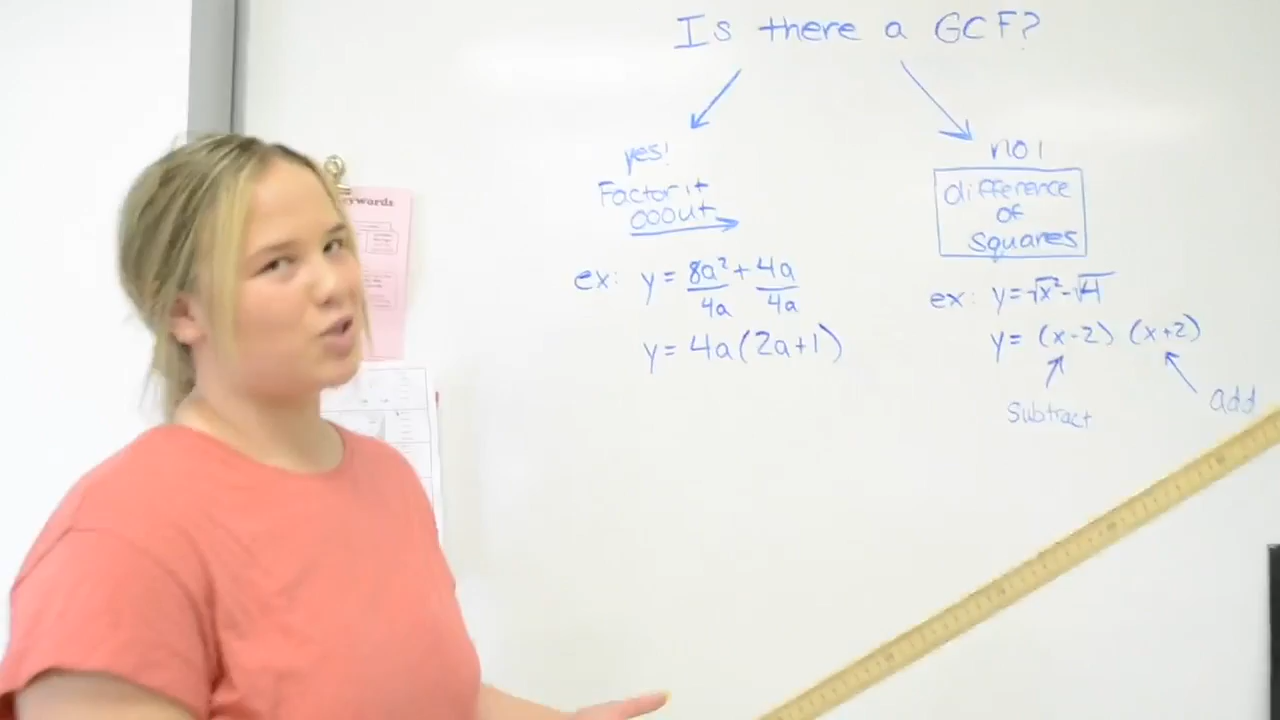 Is there a GCF?
yes!
Factor it
OOOut
ex: y = 8a² + 4a
4a 4a
y = 4a(2a+1)
no!
difference
of
squares
ex: y = √x² - √4
y = (x-2) (x+2)
Subtract
add